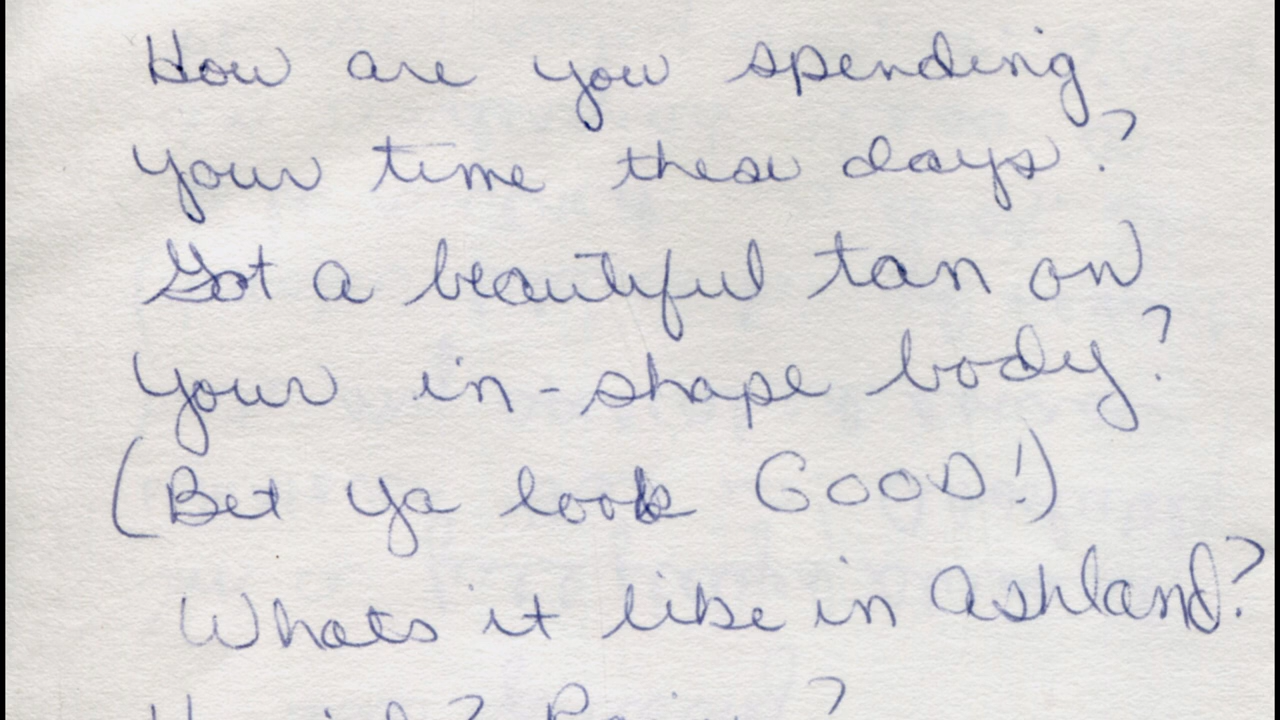 How are you spending
your time these days?
Got a beautiful tan on
your in-shape body?
(Bet ya look GOOD!)
Whats it like in Ashland?